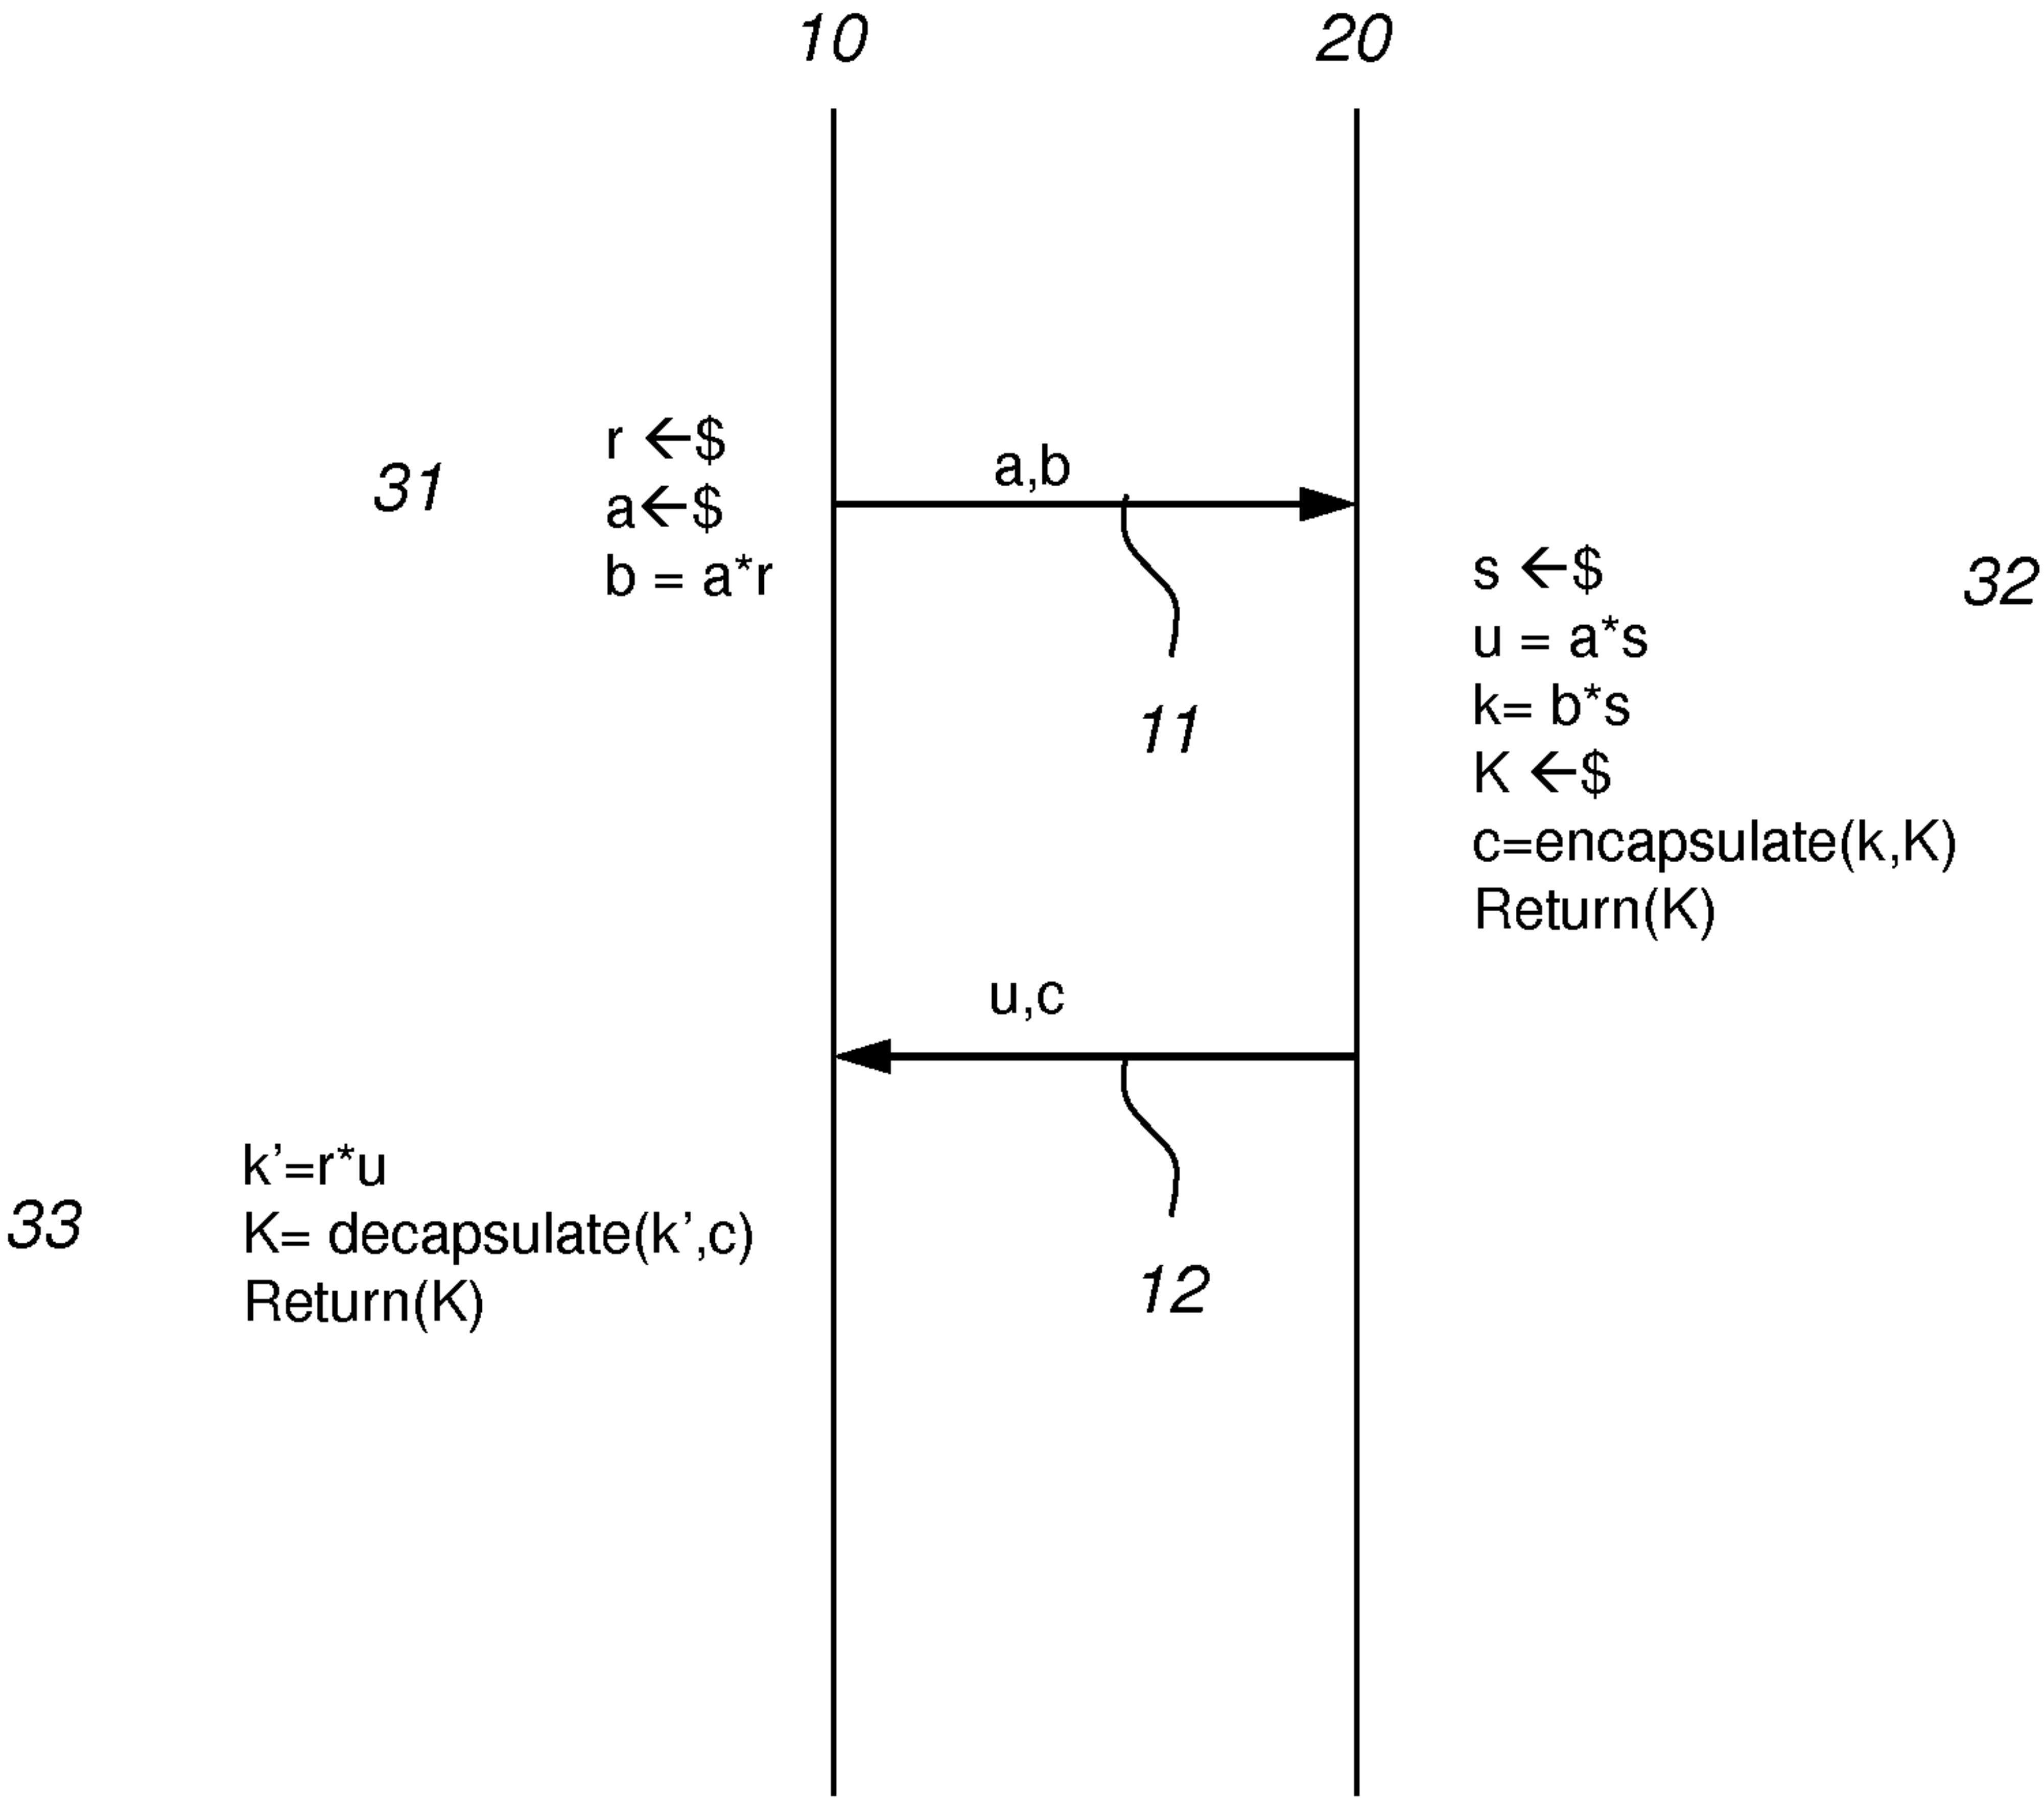 10
20
31
r ←$
a←$
b = a*r
a,b
11
s ←$
u = a*s
k= b*s
K ←$
c=encapsulate(k,K)
Return(K)
32
u,c
12
33
k’=r*u
K= decapsulate(k’,c)
Return(K)